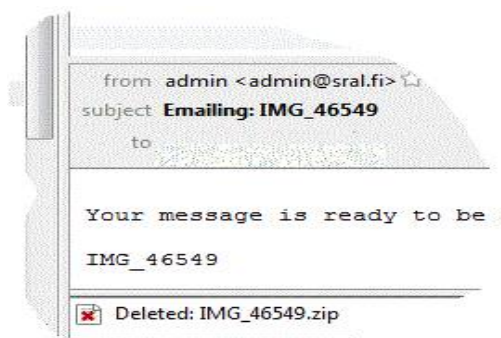 from admin <admin@sral.fi>
subject Emailing: IMG_46549
to
Your message is ready to be
IMG_46549
Deleted: IMG_46549.zip